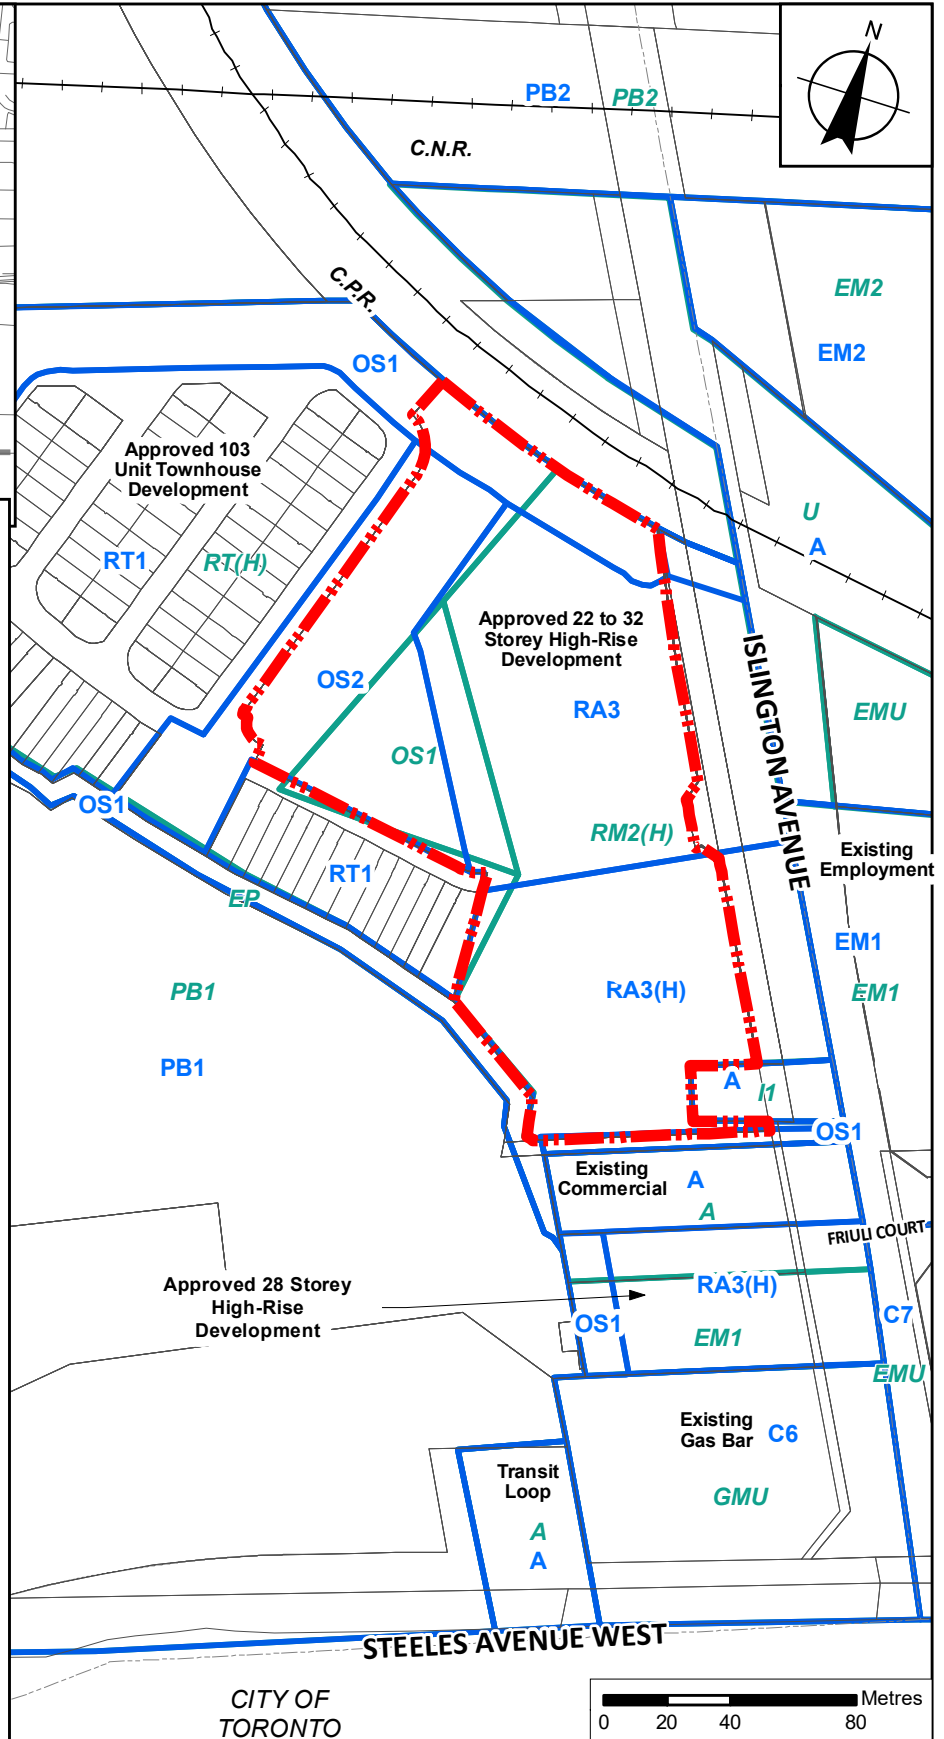 N
PB2
PB2
C.N.R.
C.P.R.
EM2
EM2
OS1
Approved 103
Unit Townhouse
Development
RT1
RT(H)
U
A
Approved 22 to 32
Storey High-Rise
Development
OS2
RA3
ISLINGTON AVENUE
EMU
OS1
OS1
RM2(H)
Existing
Employment
RT1
EP
EM1
PB1
RA3(H)
EM1
PB1
A
I1
OS1
Existing
Commercial
A
A
FRIULI COURT
Approved 28 Storey
High-Rise
Development
RA3(H)
OS1
C7
EM1
EMU
Existing
Gas Bar
C6
Transit
Loop
GMU
A
A
STEELES AVENUE WEST
CITY OF
TORONTO
Metres
0 20 40 80